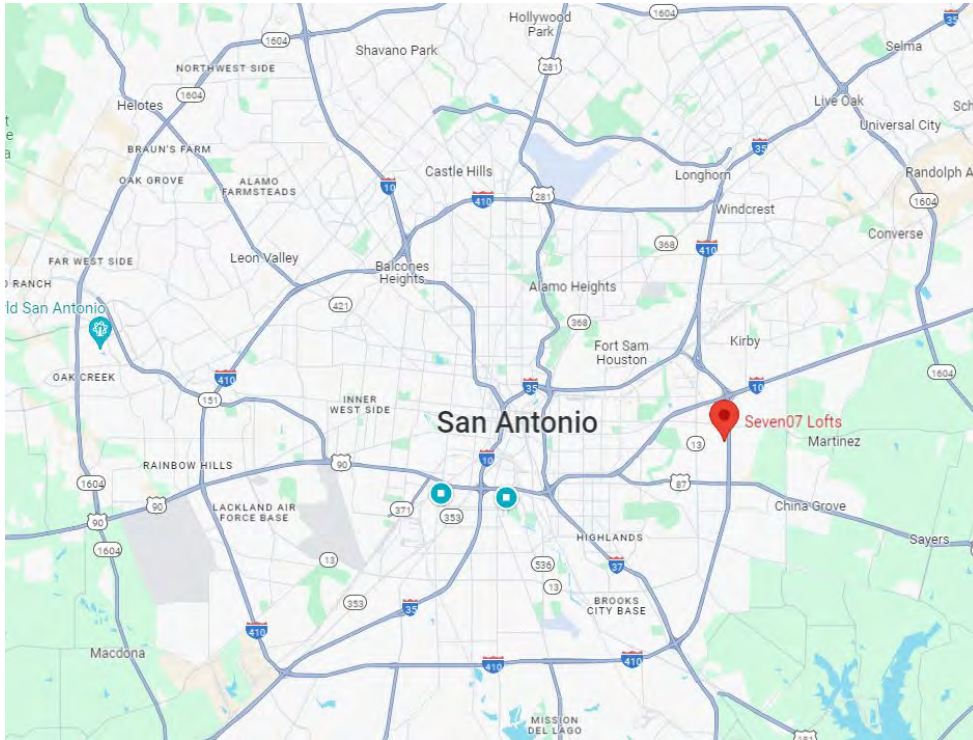 Hollywood
Park
1604
1604
35
Shavano Park
Selma
NORTHWEST SIDE
281
1604
Live Oak
Helotes
Universal City
BRAUN'S FARM
35
Castle Hills
Longhorn
OAK GROVE
ALAMO
FARMSTEADS
10
Randolph A
410
281
1604
Windcrest
Converse
368
410
FAR WEST SIDE
Leon Valley
Balcones
Heights
O RANCH
Alamo Heights
ld San Antonio
421
368
Fort Sam
Houston
Kirby
OAK CREEK
410
35
10
1604
151
INNER
WEST SIDE
San Antonio
Seven07 Lofts
13
Martinez
10
RAINBOW HILLS
90
87
1604
90
90
LACKLAND AIR
FORCE BASE
371
353
China Grove
1604
HIGHLANDS
Sayers
13
536
37
13
353
35
BROOKS
CITY BASE
410
Macdona
410
410
MISSION
DEL LAGO
181